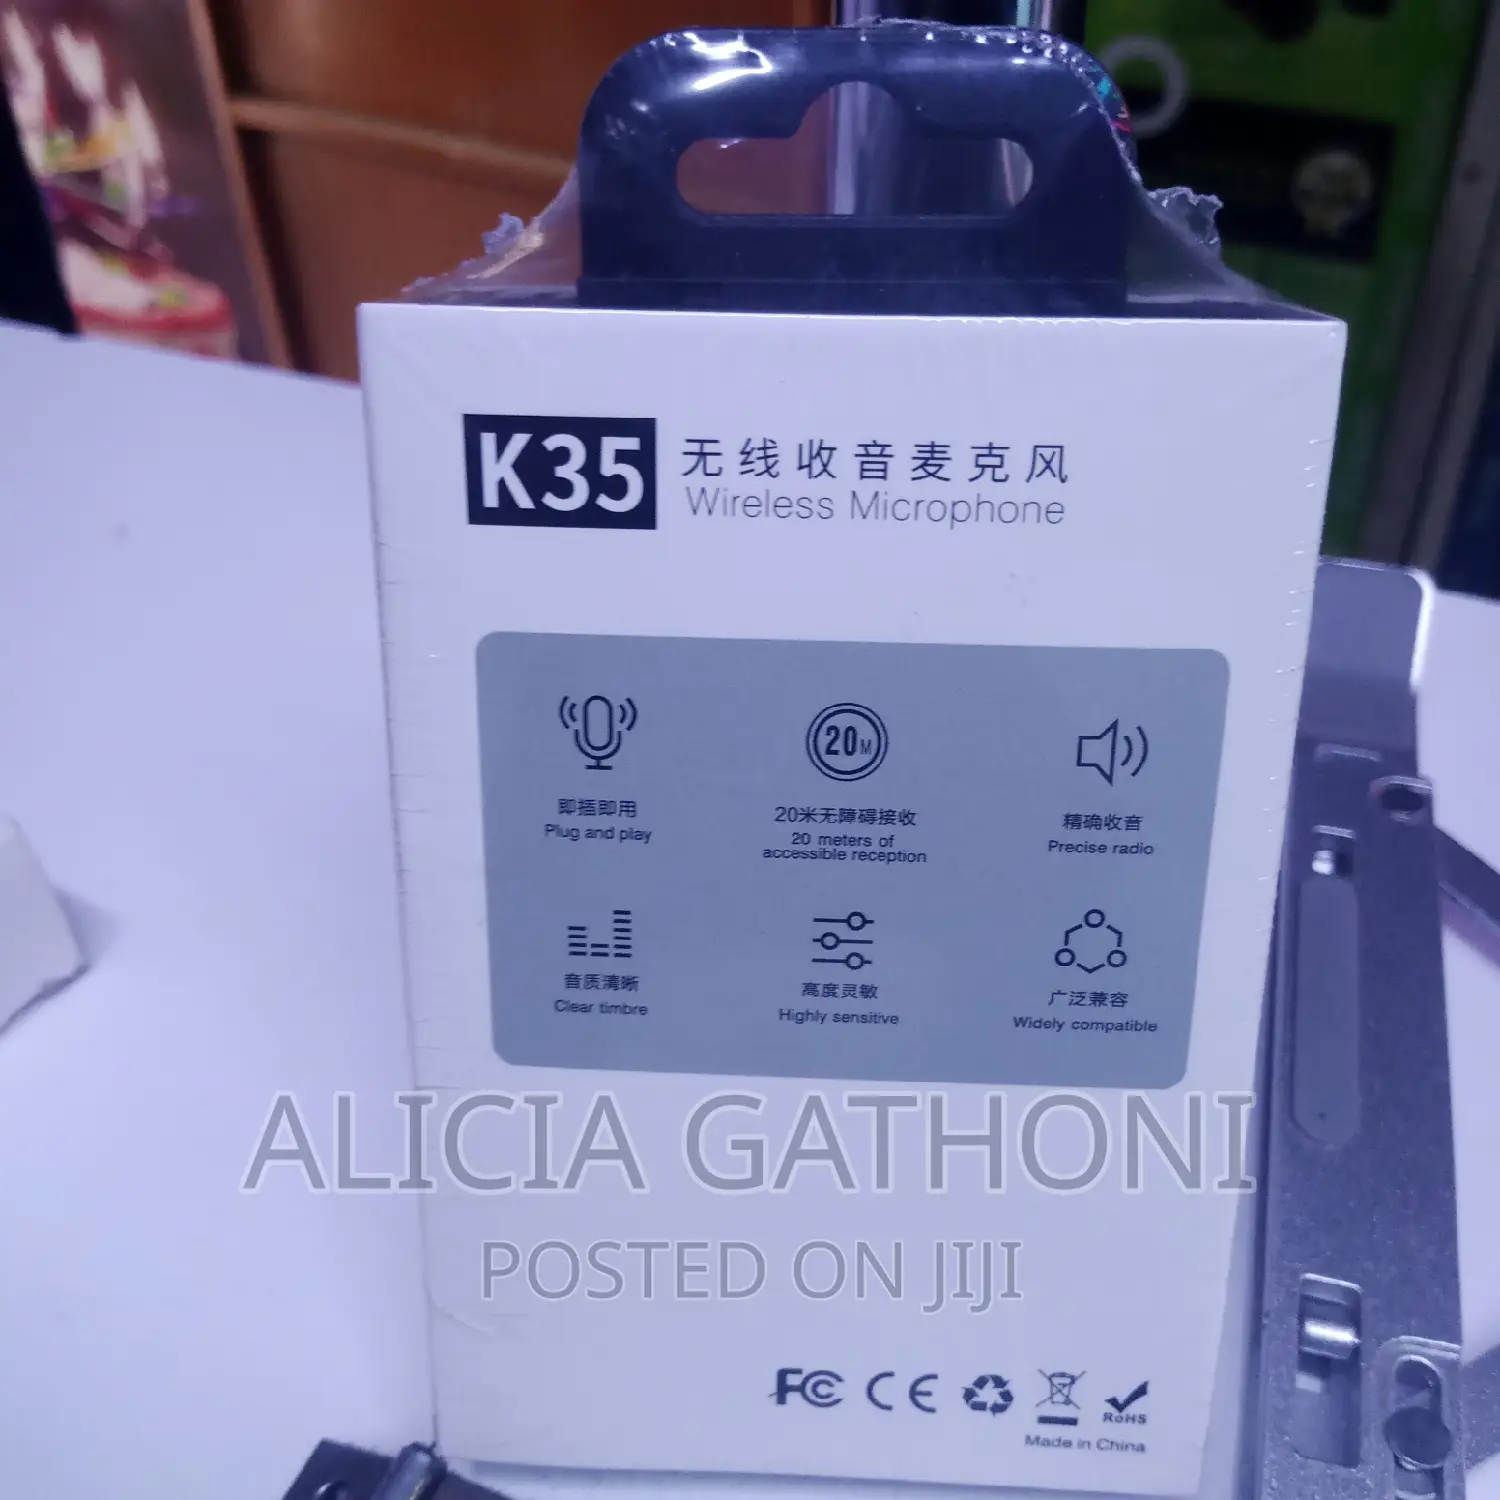 K35
无线收音麦克风
Wireless Microphone
20M
即插即用
Plug and play
20米无障碍接收
20 meters of
accessible reception
精确收音
Precise radio
音质清晰
Clear timbre
高度灵敏
Highly sensitive
广泛兼容
Widely compatible
ALICIA GATHONI
POSTED ON JIJI
FC CE
RoHS
Made in China